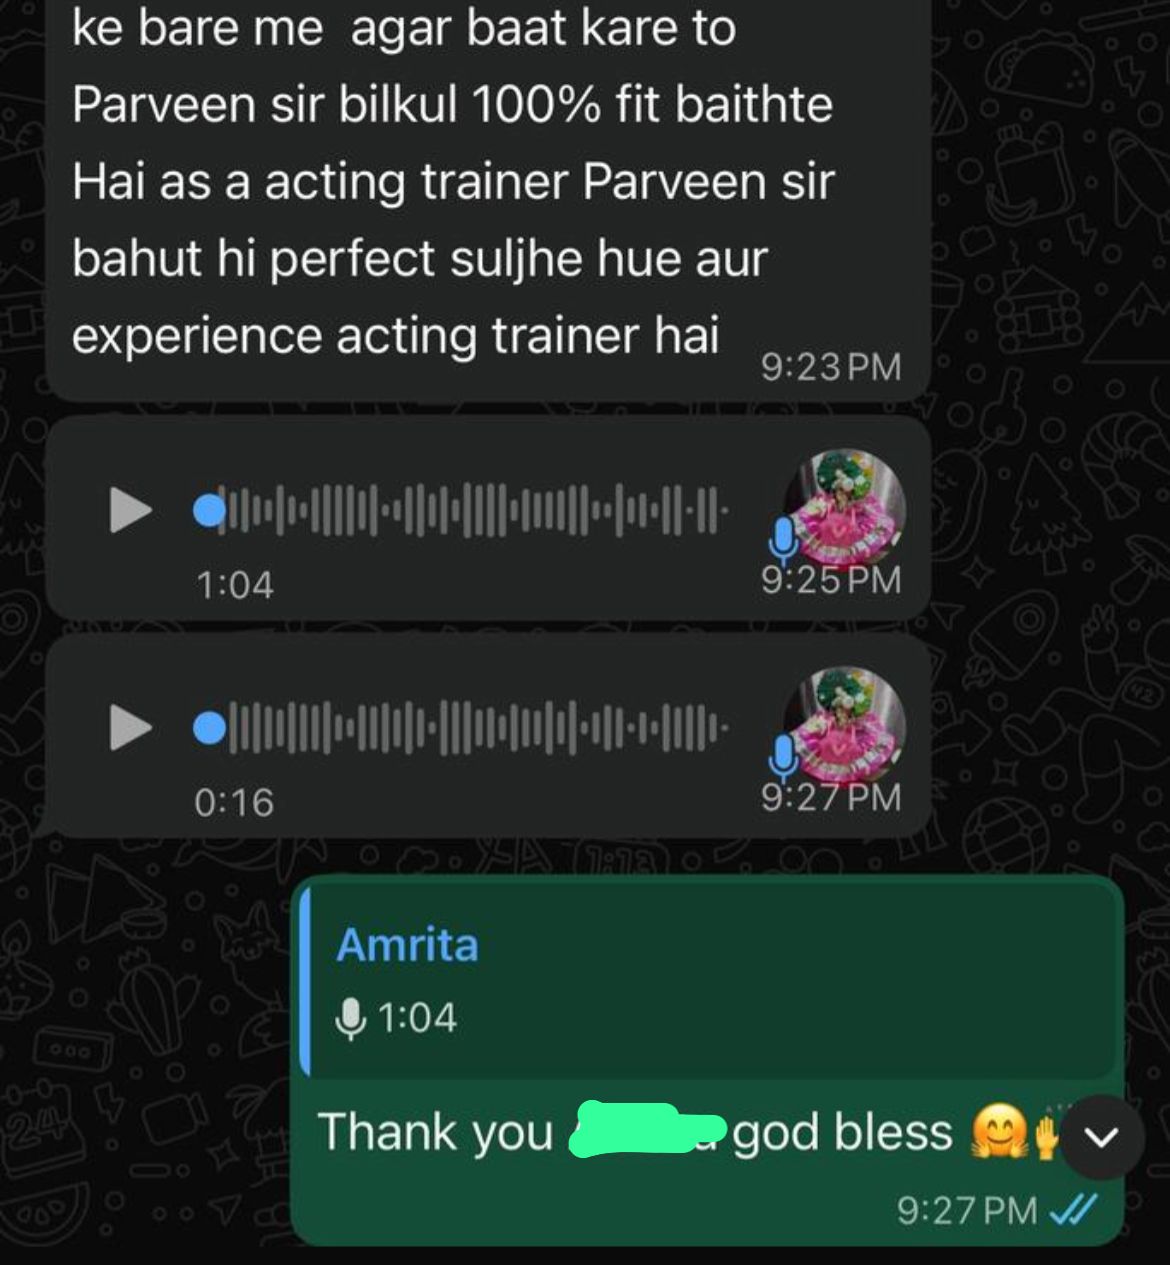 ke bare me agar baat kare to
Parveen sir bilkul 100% fit baithte
Hai as a acting trainer Parveen sir
bahut hi perfect suljhe hue aur
experience acting trainer hai
9:23 PM
1:04
9:25 PM
0:16
9:27 PM
Amrita
1:04
Thank you god bless 🤗
9:27 PM